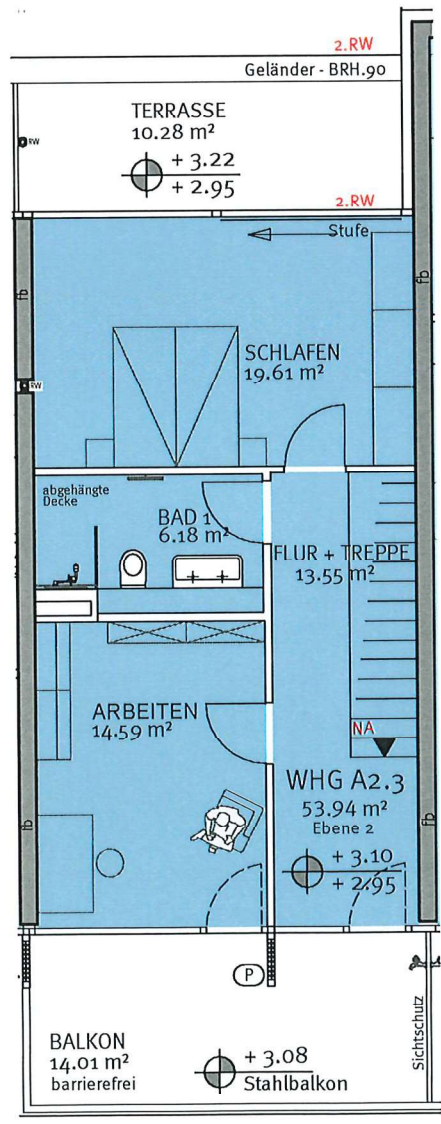 2.RW
Geländer - BRH.90
TERRASSE
10.28 m²
RW
+ 3.22
+ 2.95
2.RW
Stufe
fb
fb
SCHLAFEN
19.61 m²
RW
abgehängte
Decke
BAD 1
6.18 m²
FLUR + TREPPE
13.55 m²
ARBEITEN
14.59 m²
NA
WHG A2.3
53.94 m²
Ebene 2
fb
fb
+ 3.10
+ 2.95
P
Sichtschutz
BALKON
14.01 m²
barrierefrei
+ 3.08
Stahlbalkon